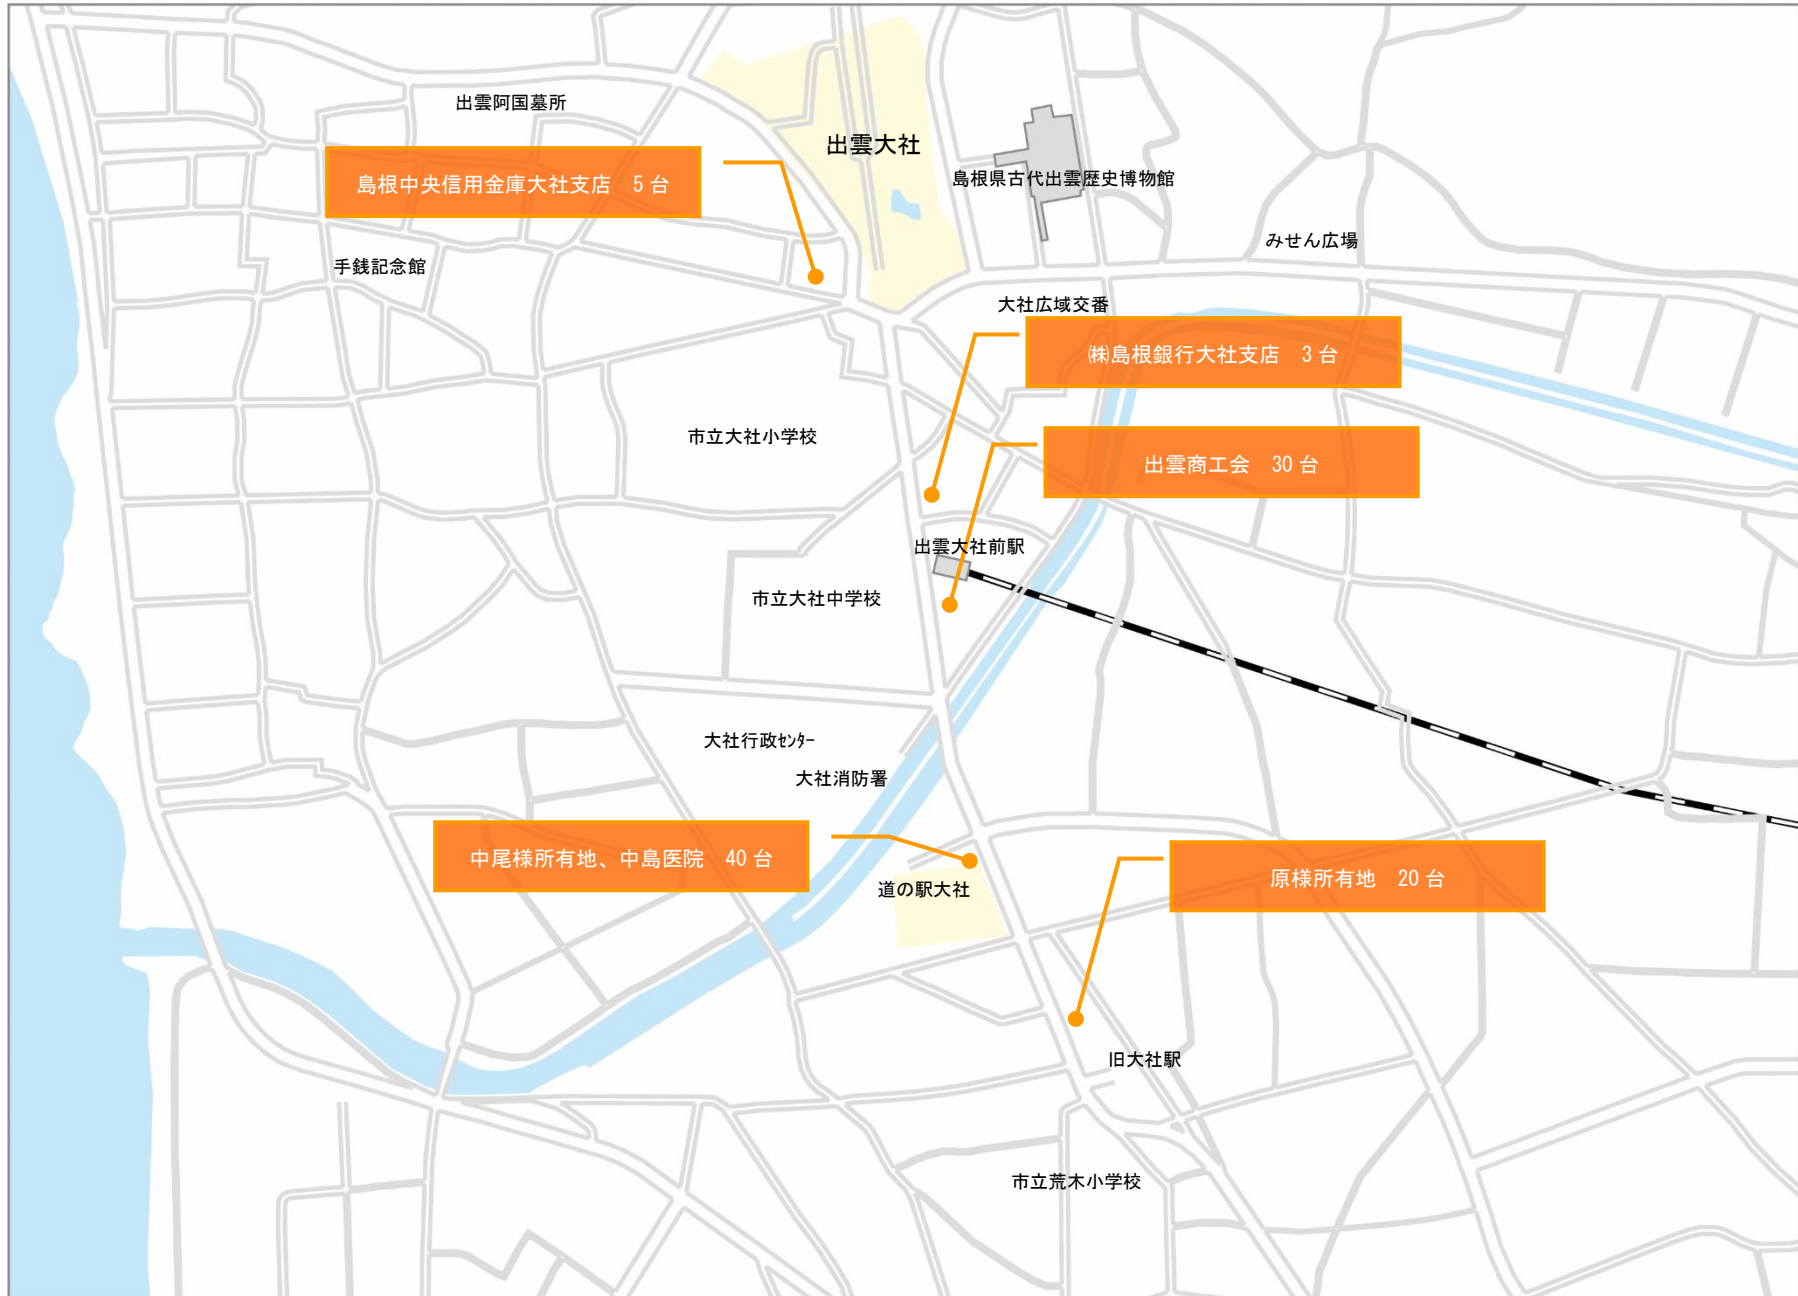 出雲阿国墓所
出雲大社
島根中央信用金庫大社支店　5 台
島根県古代出雲歴史博物館
みせん広場
手銭記念館
大社広域交番
㈱島根銀行大社支店　3 台
市立大社小学校
出雲商工会　30 台
出雲大社前駅
市立大社中学校
大社行政ｾﾝﾀｰ
大社消防署
中尾様所有地、中島医院　40 台
道の駅大社
原様所有地　20 台
旧大社駅
市立荒木小学校